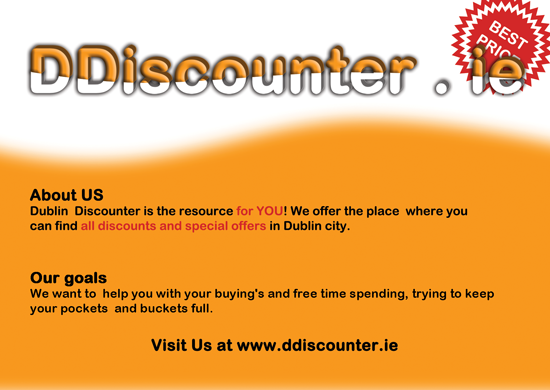 BEST
PRICE
DDiscounter . ie
About US
Dublin Discounter is the resource for YOU! We offer the place where you
can find all discounts and special offers in Dublin city.
Our goals
We want to help you with your buying's and free time spending, trying to keep
your pockets and buckets full.
Visit Us at www.ddiscounter.ie